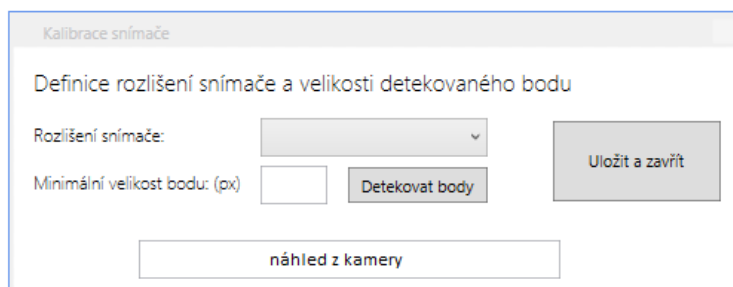 Kalibrace snímače
Definice rozlišení snímače a velikosti detekovaného bodu
Rozlišení snímače:
Uložit a zavřít
Minimální velikost bodu: (px)
Detekovat body
náhled z kamery